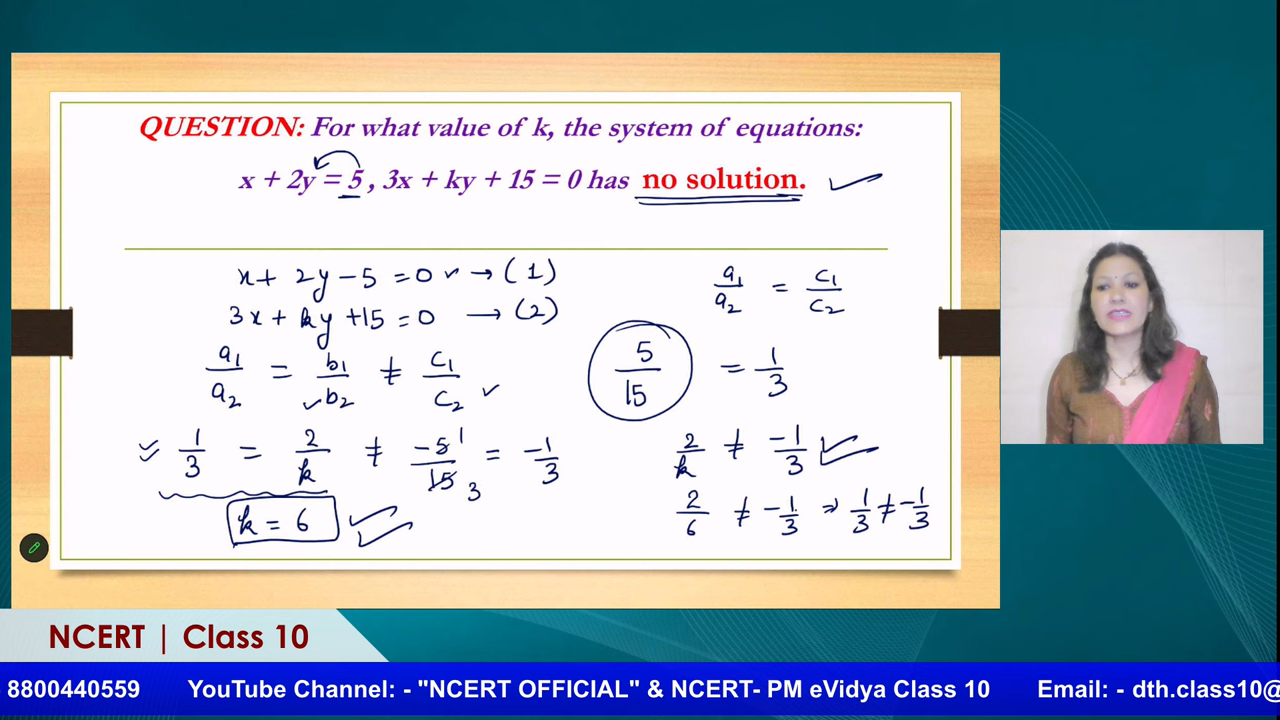 QUESTION: For what value of k, the system of equations:
x + 2y = 5 , 3x + ky + 15 = 0 has no solution.
x + 2y - 5 = 0 ✓ → (1)
3x + ky + 15 = 0 → (2)
a₁/a₂ = b₁/b₂ ≠ c₁/c₂ ✓
1/3 = 2/k ≠ -5/15 = -1/3
1
3
k = 6
a₁/a₂ = c₁/c₂
5/15 = 1/3
2/k ≠ -1/3
2/6 ≠ -1/3 ⇒ 1/3 ≠ -1/3
NCERT | Class 10
8800440559 YouTube Channel: - "NCERT OFFICIAL" & NCERT- PM eVidya Class 10 Email: - dth.class10@